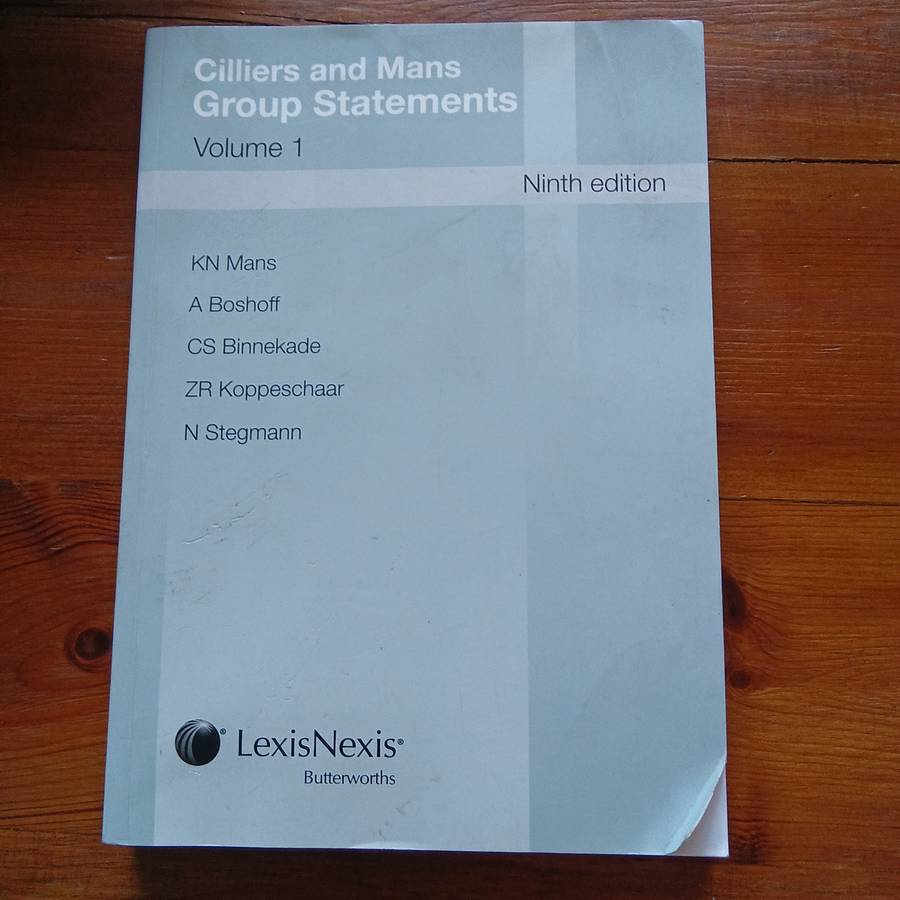 Cilliers and Mans
Group Statements
Volume 1
Ninth edition
KN Mans
A Boshoff
CS Binnekade
ZR Koppeschaar
N Stegmann
® LexisNexis®
Butterworths